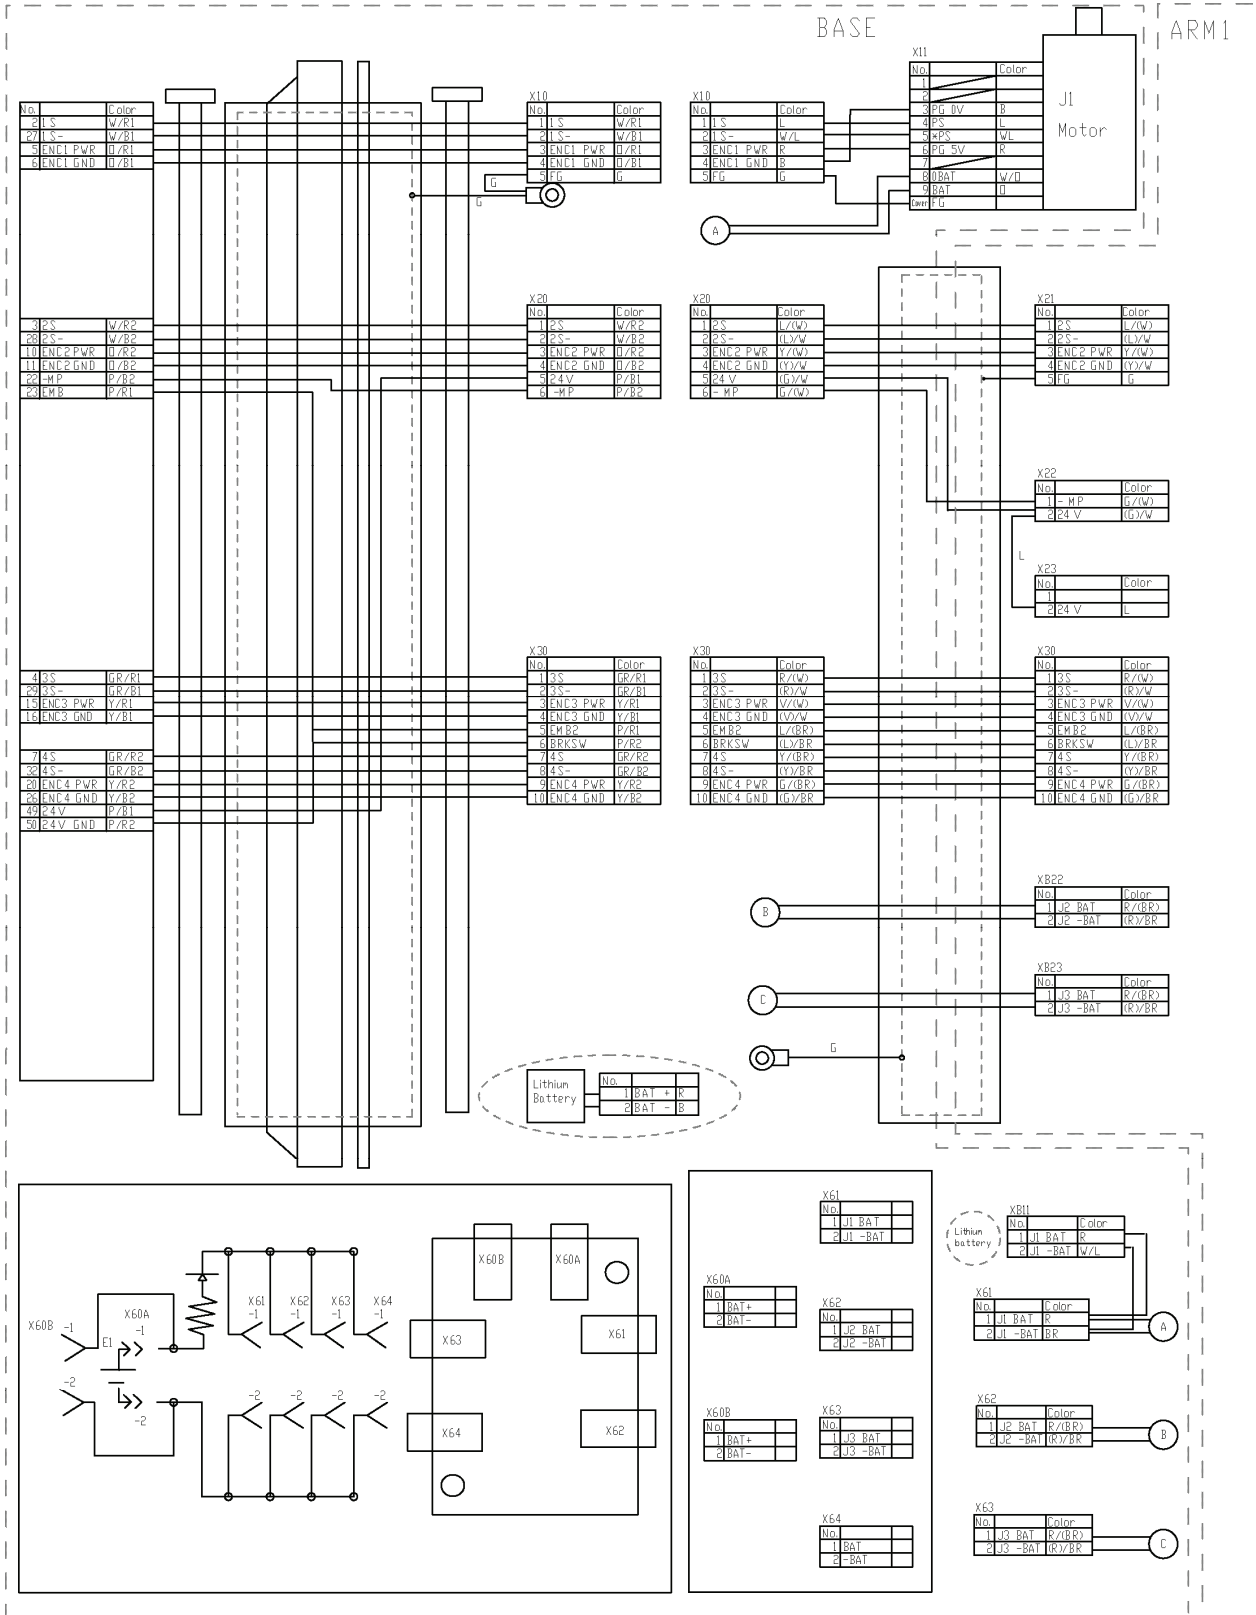 BASE
ARM1
No. Color
2 1S W/R1
27 1S- W/B1
5 ENC1 PWR O/R1
6 ENC1 GND O/B1
3 2S W/R2
28 2S- W/B2
10 ENC2 PWR O/R2
11 ENC2 GND O/B2
22 -MP P/B2
23 EMB P/R1
4 3S GR/R1
29 3S- GR/B1
15 ENC3 PWR Y/R1
16 ENC3 GND Y/B1
7 4S GR/R2
32 4S- GR/B2
20 ENC4 PWR Y/R2
26 ENC4 GND Y/B2
49 24V P/B1
50 24V GND P/R2
X10
No. Color
1 1S W/R1
2 1S- W/B1
3 ENC1 PWR O/R1
4 ENC1 GND O/B1
5 FG G
G
G
X10
No. Color
1 1S L
2 1S- W/L
3 ENC1 PWR R
4 ENC1 GND B
5 FG G
X11
No. Color
1
2
3 PG 0V B
4 PS L
5 *PS WL
6 PG 5V R
7
8 0BAT W/O
9 BAT O
Cover FG
J1
Motor
A
X20
No. Color
1 2S W/R2
2 2S- W/B2
3 ENC2 PWR O/R2
4 ENC2 GND O/B2
5 24V P/B1
6 -MP P/B2
X20
No. Color
1 2S L/(W)
2 2S- (L)/W
3 ENC2 PWR Y/(W)
4 ENC2 GND (Y)/W
5 24V (G)/W
6 -MP G/(W)
X21
No. Color
1 2S L/(W)
2 2S- (L)/W
3 ENC2 PWR Y/(W)
4 ENC2 GND (Y)/W
5 FG G
X22
No. Color
1 -MP G/(W)
2 24V (G)/W
L
X23
No. Color
1
2 24V L
X30
No. Color
1 3S GR/R1
2 3S- GR/B1
3 ENC3 PWR Y/R1
4 ENC3 GND Y/B1
5 EMB2 P/R1
6 BRKSW P/R2
7 4S GR/R2
8 4S- GR/B2
9 ENC4 PWR Y/R2
10 ENC4 GND Y/B2
X30
No. Color
1 3S R/(W)
2 3S- (R)/W
3 ENC3 PWR V/(W)
4 ENC3 GND (V)/W
5 EMB2 L/(BR)
6 BRKSW (L)/BR
7 4S Y/(BR)
8 4S- (Y)/BR
9 ENC4 PWR G/(BR)
10 ENC4 GND (G)/BR
X30
No. Color
1 3S R/(W)
2 3S- (R)/W
3 ENC3 PWR V/(W)
4 ENC3 GND (V)/W
5 EMB2 L/(BR)
6 BRKSW (L)/BR
7 4S Y/(BR)
8 4S- (Y)/BR
9 ENC4 PWR G/(BR)
10 ENC4 GND (G)/BR
B
XB22
No. Color
1 J2 BAT R/(BR)
2 J2 -BAT (R)/BR
C
XB23
No. Color
1 J3 BAT R/(BR)
2 J3 -BAT (R)/BR
G
Lithium
Battery
No.
1 BAT + R
2 BAT - B
X60B -1
-2
E1
X60A
-1
-2
X61 X62 X63 X64
-1 -1 -1 -1
-2 -2 -2 -2
X60B
X60A
X63
X61
X64
X62
X60A
No.
1 BAT+
2 BAT-
X60B
No.
1 BAT+
2 BAT-
X61
No.
1 J1 BAT
2 J1 -BAT
X62
No.
1 J2 BAT
2 J2 -BAT
X63
No.
1 J3 BAT
2 J3 -BAT
X64
No.
1 BAT
2 -BAT
Lithium
battery
XB11
No. Color
1 J1 BAT R
2 J1 -BAT W/L
X61
No. Color
1 J1 BAT R
2 J1 -BAT BR
A
X62
No. Color
1 J2 BAT R/(BR)
2 J2 -BAT (R)/BR
B
X63
No. Color
1 J3 BAT R/(BR)
2 J3 -BAT (R)/BR
C